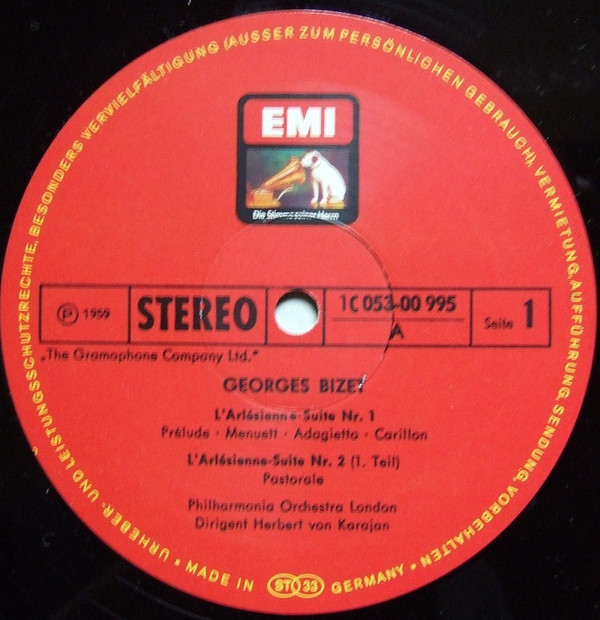 URHEBER- UND LEISTUNGSSCHUTZRECHTE, BESONDERS VERVIELFÄLTIGUNG (AUSSER ZUM PERSÖNLICHEN GEBRAUCH), VERMIETUNG, AUFFÜHRUNG, SENDUNG, VORBEHALTEN •
EMI
Die Stimme seines Herrn
Ⓟ 1959
STEREO
1C 053-00 995
A
Seite 1
„The Gramophone Company Ltd.“
GEORGES BIZET
L'Arlésienne-Suite Nr. 1
Prélude · Menuett · Adagietto · Carillon
L'Arlésienne-Suite Nr. 2 (1. Teil)
Pastorale
Philharmonia Orchestra London
Dirigent Herbert von Karajan
• MADE IN ST 33 GERMANY •